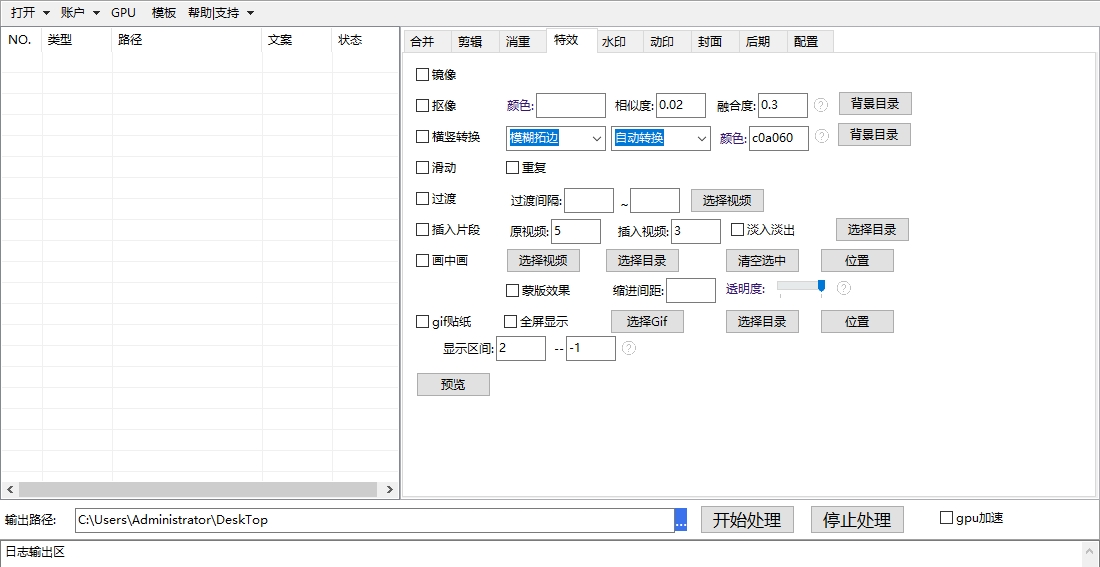 打开 账户 GPU 模板 帮助|支持
NO. 类型 路径 文案 状态
合并 剪辑 消重 特效 水印 动印 封面 后期 配置
镜像
抠像 颜色: 相似度: 0.02 融合度: 0.3 ? 背景目录
横竖转换 模糊拓边 自动转换 颜色: c0a060 ? 背景目录
滑动 重复
过渡 过渡间隔: ~ 选择视频
插入片段 原视频: 5 插入视频: 3 淡入淡出 选择目录
画中画 选择视频 选择目录 清空选中 位置
蒙版效果 缩进间距: 透明度: ?
gif贴纸 全屏显示 选择Gif 选择目录 位置
显示区间: 2 -- -1 ?
预览
输出路径: C:\Users\Administrator\DeskTop ... 开始处理 停止处理 gpu加速
日志输出区